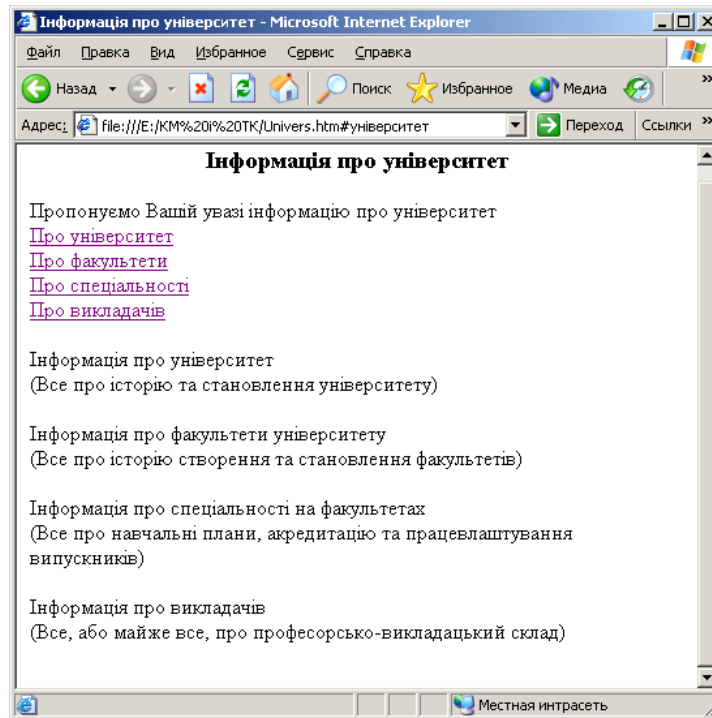 Інформація про університет - Microsoft Internet Explorer
Файл Правка Вид Избранное Сервис Справка
Назад Поиск Избранное Медиа »
Адрес: file:///E:/KM%20i%20TK/Univers.htm#університет Переход Ссылки »
Інформація про університет
Пропонуємо Вашій увазі інформацію про університет
Про університет
Про факультети
Про спеціальності
Про викладачів
Інформація про університет
(Все про історію та становлення університету)
Інформація про факультети університету
(Все про історію створення та становлення факультетів)
Інформація про спеціальності на факультетах
(Все про навчальні плани, акредитацію та працевлаштування
випускників)
Інформація про викладачів
(Все, або майже все, про професорсько-викладацький склад)
Местная интрасеть